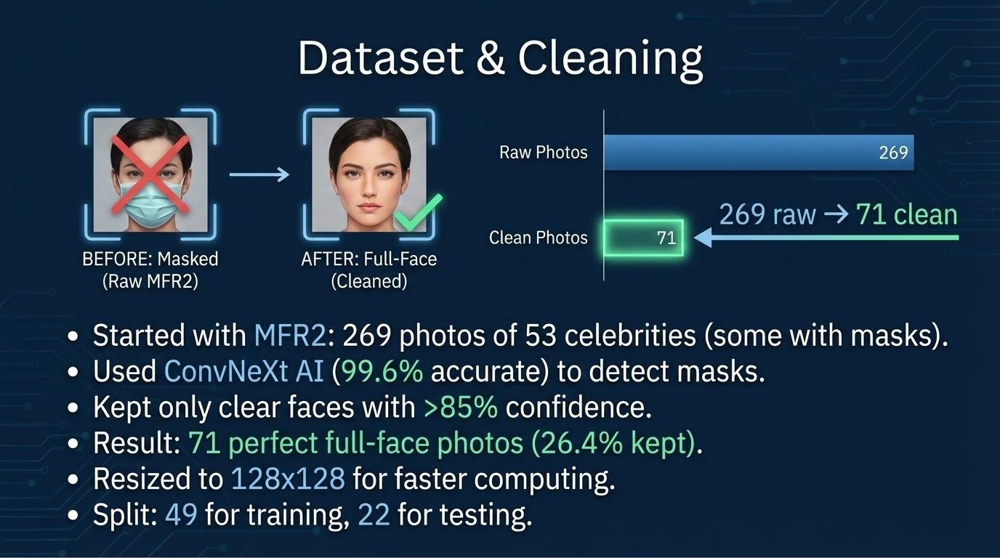 Dataset & Cleaning
BEFORE: Masked
(Raw MFR2)
AFTER: Full-Face
(Cleaned)
Raw Photos
269
269 raw → 71 clean
Clean Photos
71
• Started with MFR2: 269 photos of 53 celebrities (some with masks).
• Used ConvNeXt AI (99.6% accurate) to detect masks.
• Kept only clear faces with >85% confidence.
• Result: 71 perfect full-face photos (26.4% kept).
• Resized to 128x128 for faster computing.
• Split: 49 for training, 22 for testing.